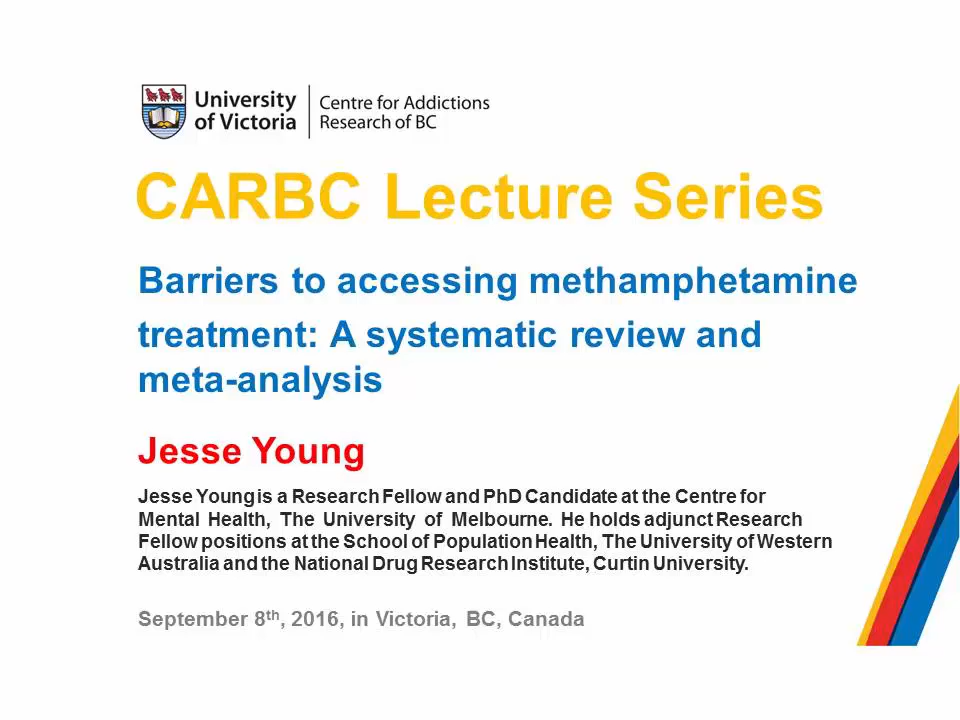 University
of Victoria
Centre for Addictions
Research of BC
CARBC Lecture Series
Barriers to accessing methamphetamine
treatment: A systematic review and
meta-analysis
Jesse Young
Jesse Young is a Research Fellow and PhD Candidate at the Centre for
Mental Health, The University of Melbourne. He holds adjunct Research
Fellow positions at the School of Population Health, The University of Western
Australia and the National Drug Research Institute, Curtin University.
September 8th, 2016, in Victoria, BC, Canada